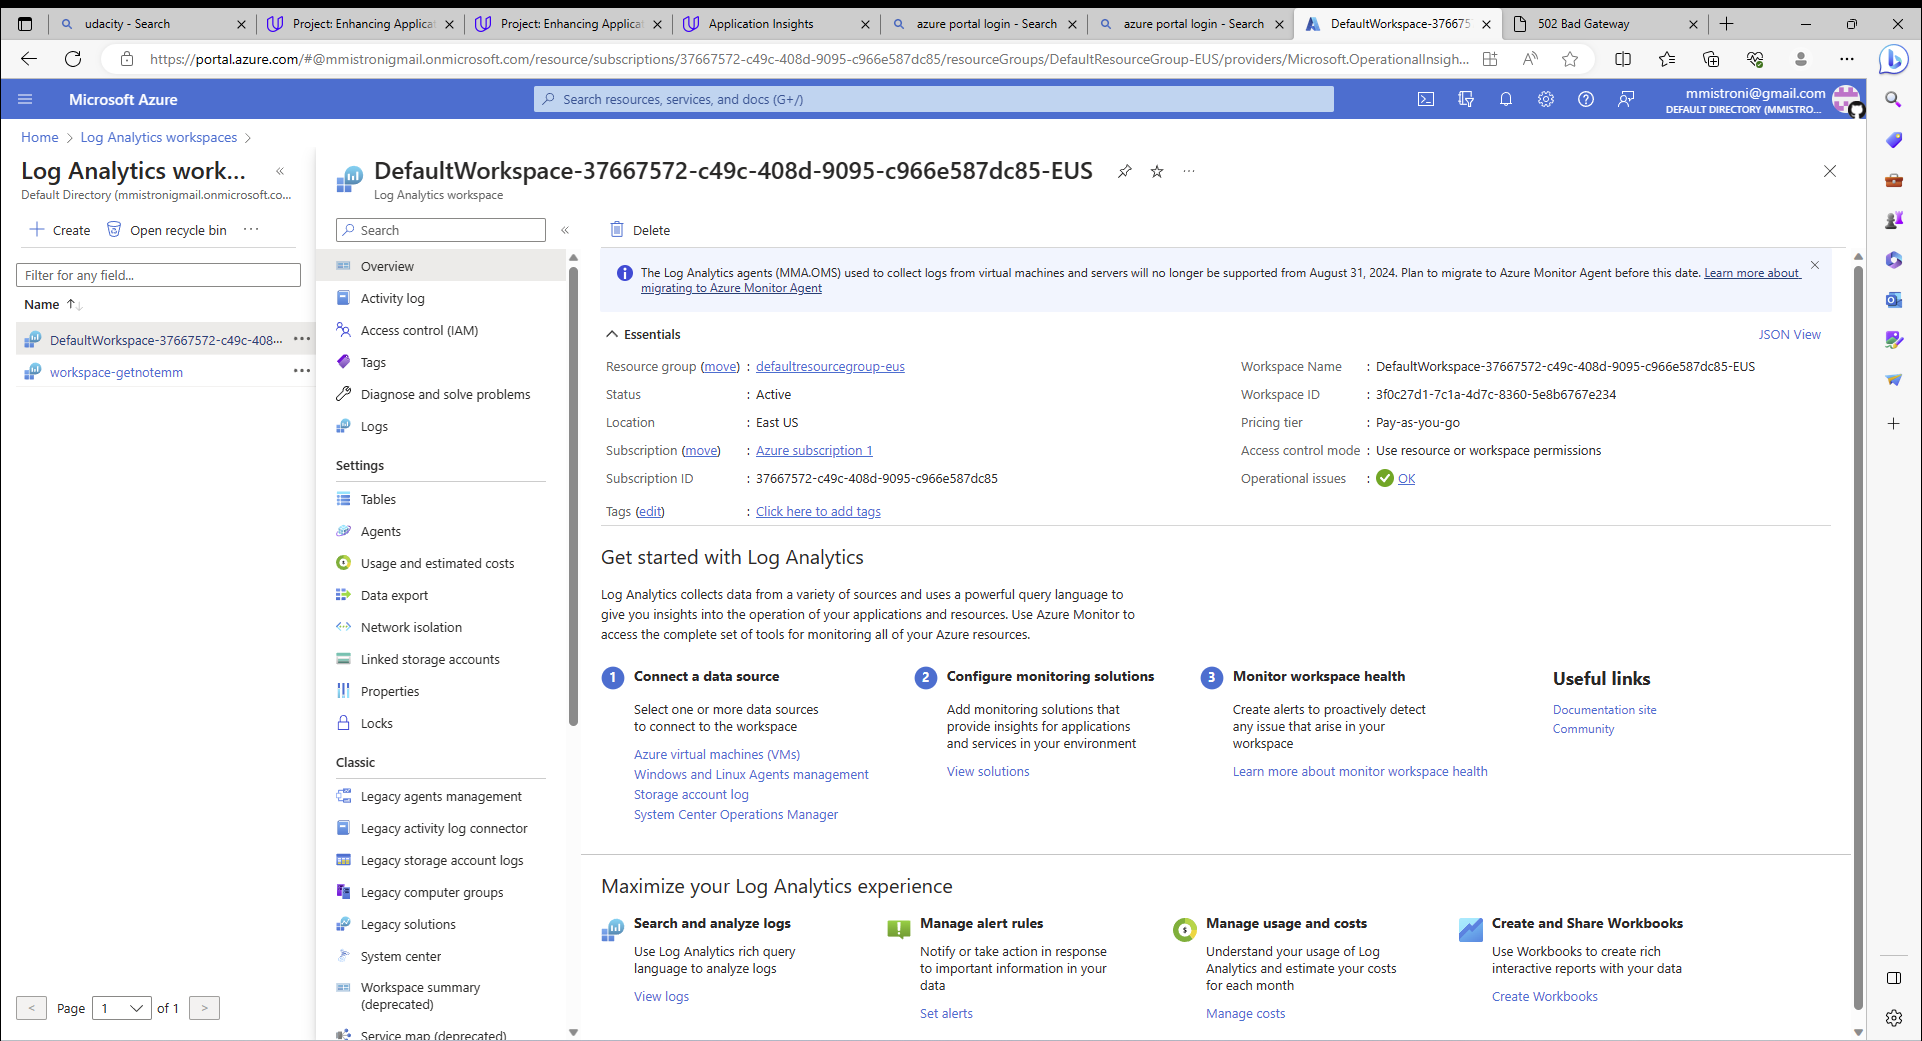 udacity - Search
Project: Enhancing Applicat
Project: Enhancing Applicat
Application Insights
azure portal login - Search
azure portal login - Search
DefaultWorkspace-376675
502 Bad Gateway
https://portal.azure.com/#@mmistronigmail.onmicrosoft.com/resource/subscriptions/37667572-c49c-408d-9095-c966e587dc85/resourceGroups/DefaultResourceGroup-EUS/providers/Microsoft.OperationalInsigh...
Microsoft Azure
Search resources, services, and docs (G+/)
mmistroni@gmail.com
DEFAULT DIRECTORY (MMISTRO...
Home > Log Analytics workspaces >
Log Analytics work...
Default Directory (mmistronigmail.onmicrosoft.co...
Create
Open recycle bin
Filter for any field...
Name
DefaultWorkspace-37667572-c49c-408...
workspace-getnotemm
< Page 1 of 1 >
DefaultWorkspace-37667572-c49c-408d-9095-c966e587dc85-EUS
Log Analytics workspace
Search
Overview
Activity log
Access control (IAM)
Tags
Diagnose and solve problems
Logs
Settings
Tables
Agents
Usage and estimated costs
Data export
Network isolation
Linked storage accounts
Properties
Locks
Classic
Legacy agents management
Legacy activity log connector
Legacy storage account logs
Legacy computer groups
Legacy solutions
System center
Workspace summary
(deprecated)
Service map (deprecated)
Delete
The Log Analytics agents (MMA.OMS) used to collect logs from virtual machines and servers will no longer be supported from August 31, 2024. Plan to migrate to Azure Monitor Agent before this date. Learn more about
migrating to Azure Monitor Agent
Essentials
JSON View
Resource group (move) : defaultresourcegroup-eus
Status : Active
Location : East US
Subscription (move) : Azure subscription 1
Subscription ID : 37667572-c49c-408d-9095-c966e587dc85
Tags (edit) : Click here to add tags
Workspace Name : DefaultWorkspace-37667572-c49c-408d-9095-c966e587dc85-EUS
Workspace ID : 3f0c27d1-7c1a-4d7c-8360-5e8b6767e234
Pricing tier : Pay-as-you-go
Access control mode : Use resource or workspace permissions
Operational issues : OK
Get started with Log Analytics
Log Analytics collects data from a variety of sources and uses a powerful query language to
give you insights into the operation of your applications and resources. Use Azure Monitor to
access the complete set of tools for monitoring all of your Azure resources.
1 Connect a data source
Select one or more data sources
to connect to the workspace
Azure virtual machines (VMs)
Windows and Linux Agents management
Storage account log
System Center Operations Manager
2 Configure monitoring solutions
Add monitoring solutions that
provide insights for applications
and services in your environment
View solutions
3 Monitor workspace health
Create alerts to proactively detect
any issue that arise in your
workspace
Learn more about monitor workspace health
Useful links
Documentation site
Community
Maximize your Log Analytics experience
Search and analyze logs
Use Log Analytics rich query
language to analyze logs
View logs
Manage alert rules
Notify or take action in response
to important information in your
data
Set alerts
Manage usage and costs
Understand your usage of Log
Analytics and estimate your costs
for each month
Manage costs
Create and Share Workbooks
Use Workbooks to create rich
interactive reports with your data
Create Workbooks